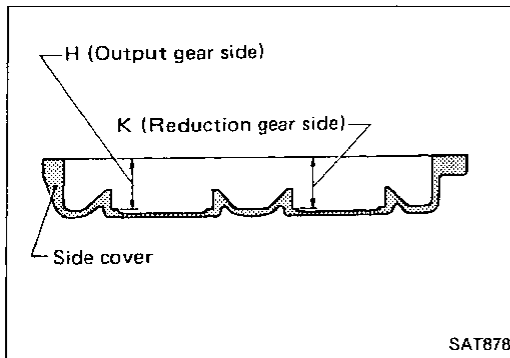 H (Output gear side)
K (Reduction gear side)
Side cover
SAT878